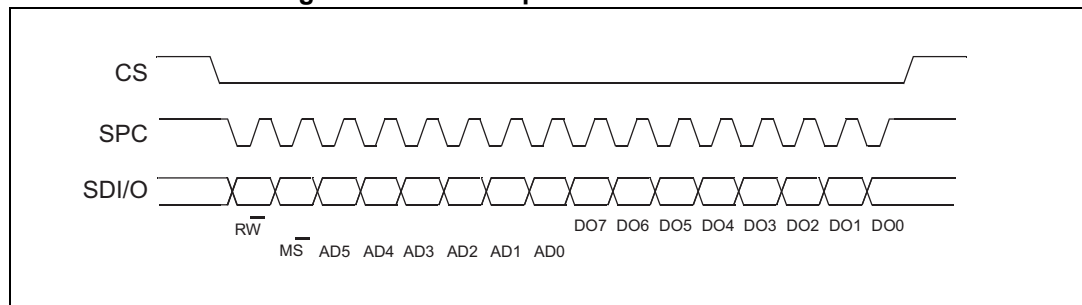 CS
SPC
SDI/O
RW
DO7 DO6 DO5 DO4 DO3 DO2 DO1 DO0
MS AD5 AD4 AD3 AD2 AD1 AD0